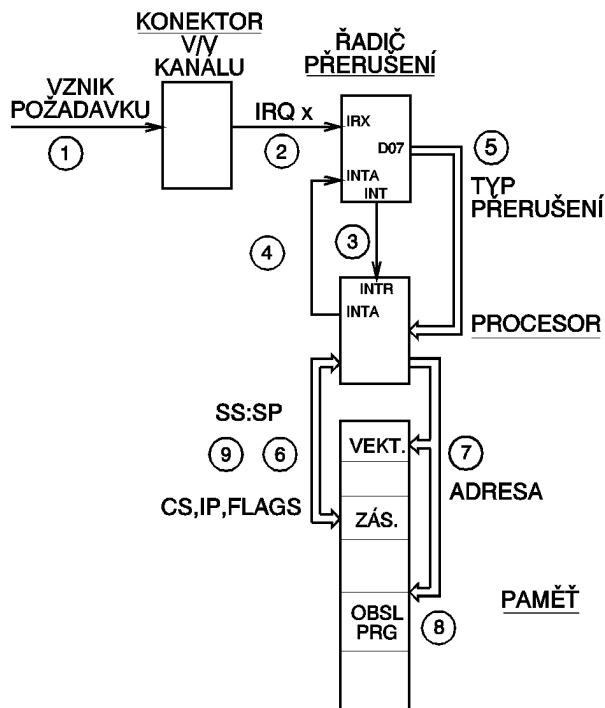 KONEKTOR
V/V
KANÁLU
ŘADIČ
PŘERUŠENÍ
VZNIK
POŽADAVKU
IRQ x
IRX
1
2
D07
5
INTA
INT
TYP
PŘERUŠENÍ
4
3
INTR
INTA
PROCESOR
SS:SP
9
6
VEKT.
7
ADRESA
CS,IP,FLAGS
ZÁS.
PAMĚŤ
OBSL
PRG
8